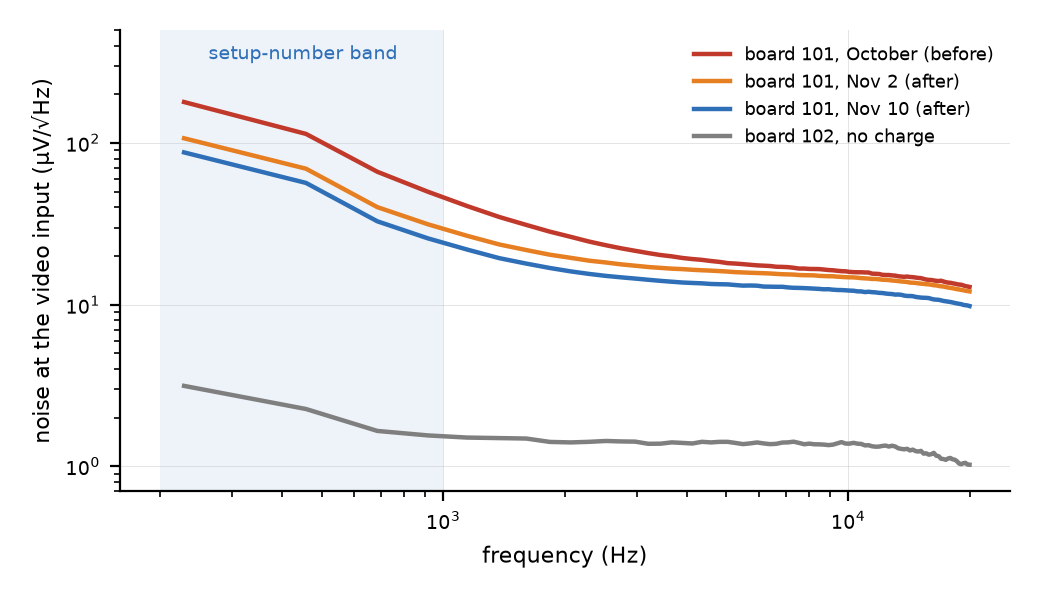 setup-number band
board 101, October (before)
board 101, Nov 2 (after)
board 101, Nov 10 (after)
board 102, no charge
noise at the video input (µV/√Hz)
10²
10¹
10⁰
10³
10⁴
frequency (Hz)